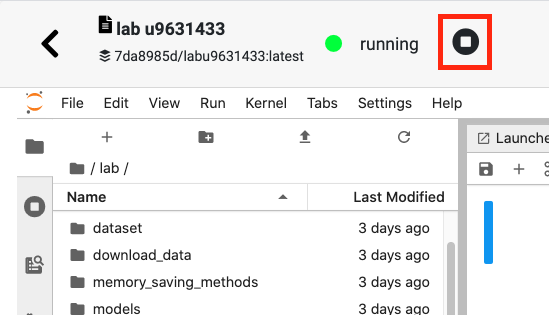 lab u9631433
7da8985d/labu9631433:latest
running
File Edit View Run Kernel Tabs Settings Help
/ lab /
Launche
Name Last Modified
dataset 3 days ago
download_data 3 days ago
memory_saving_methods 3 days ago
models 3 days ago